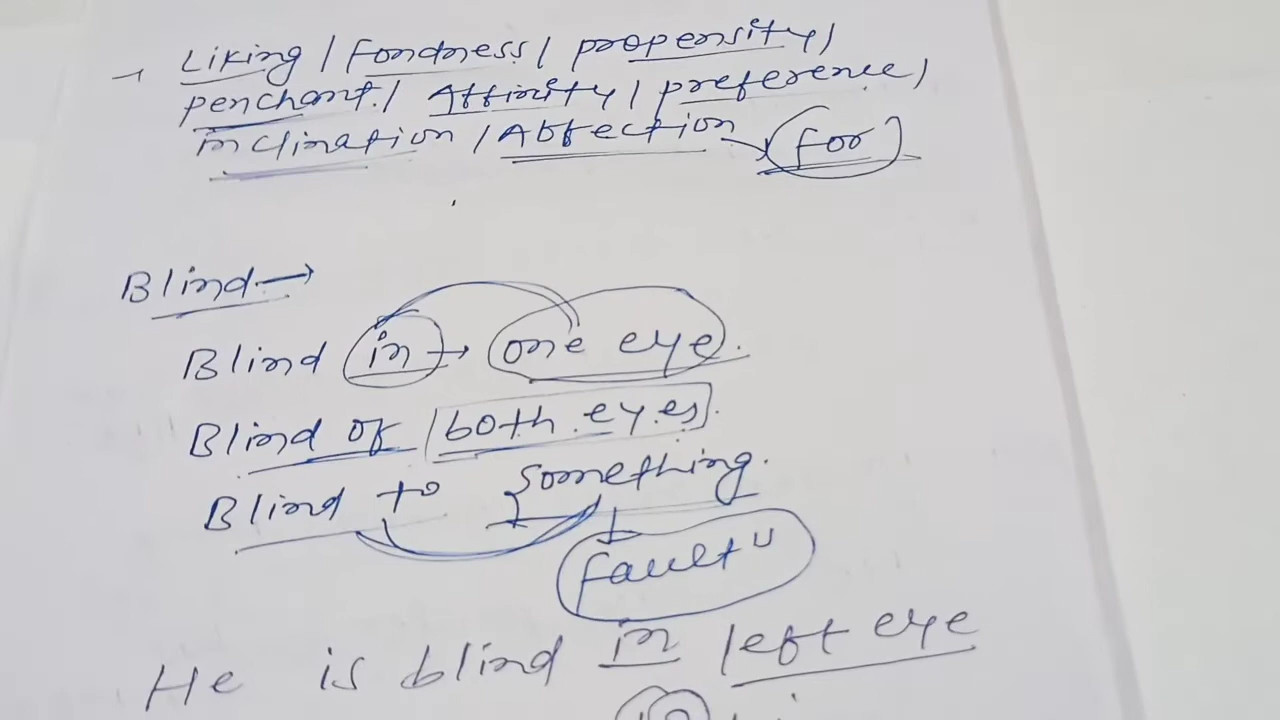 → Liking / Fondness / propensity /
penchant / Affinity / preference /
inclination / Affection → for
Blind →
Blind in → one eye.
Blind of / both eyes.
Blind to something.
fault"
He is blind in left eye